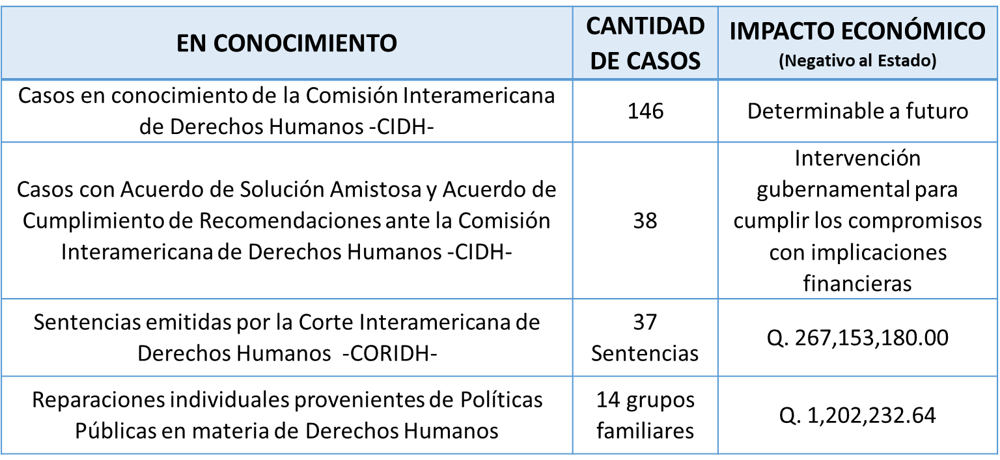 EN CONOCIMIENTO
CANTIDAD
DE CASOS
IMPACTO ECONÓMICO
(Negativo al Estado)
Casos en conocimiento de la Comisión Interamericana
de Derechos Humanos -CIDH-
146
Determinable a futuro
Casos con Acuerdo de Solución Amistosa y Acuerdo de
Cumplimiento de Recomendaciones ante la Comisión
Interamericana de Derechos Humanos -CIDH-
38
Intervención
gubernamental para
cumplir los compromisos
con implicaciones
financieras
Sentencias emitidas por la Corte Interamericana de
Derechos Humanos  -CORIDH-
37
Sentencias
Q. 267,153,180.00
Reparaciones individuales provenientes de Políticas
Públicas en materia de Derechos Humanos
14 grupos
familiares
Q. 1,202,232.64